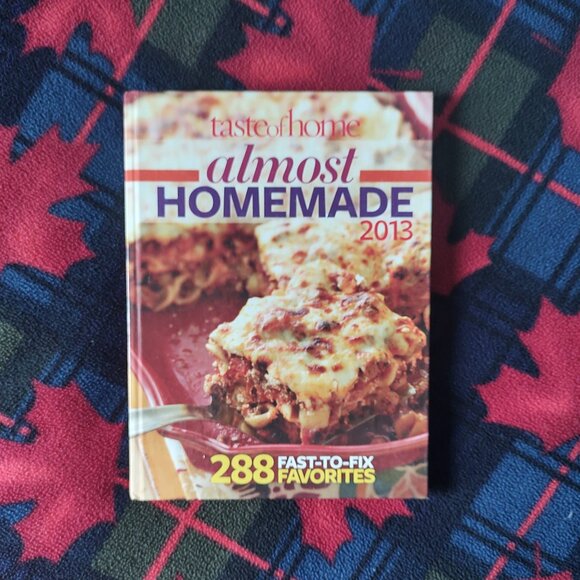 tasteofhome
almost
HOMEMADE
2013
288 FAST-TO-FIX
FAVORITES